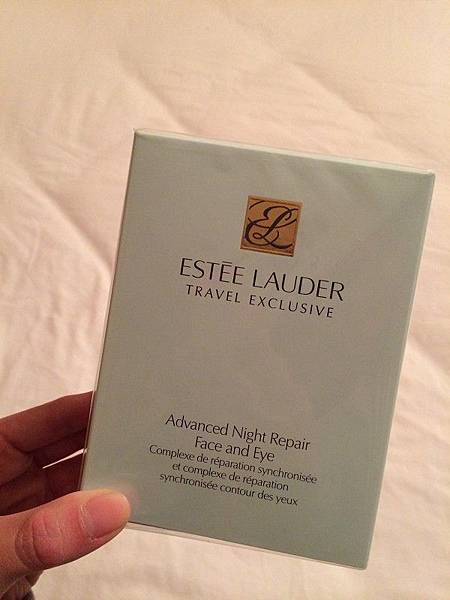 EL
ESTĒE LAUDER
TRAVEL EXCLUSIVE
Advanced Night Repair
Face and Eye
Complexe de réparation synchronisée
et complexe de réparation
synchronisée contour des yeux